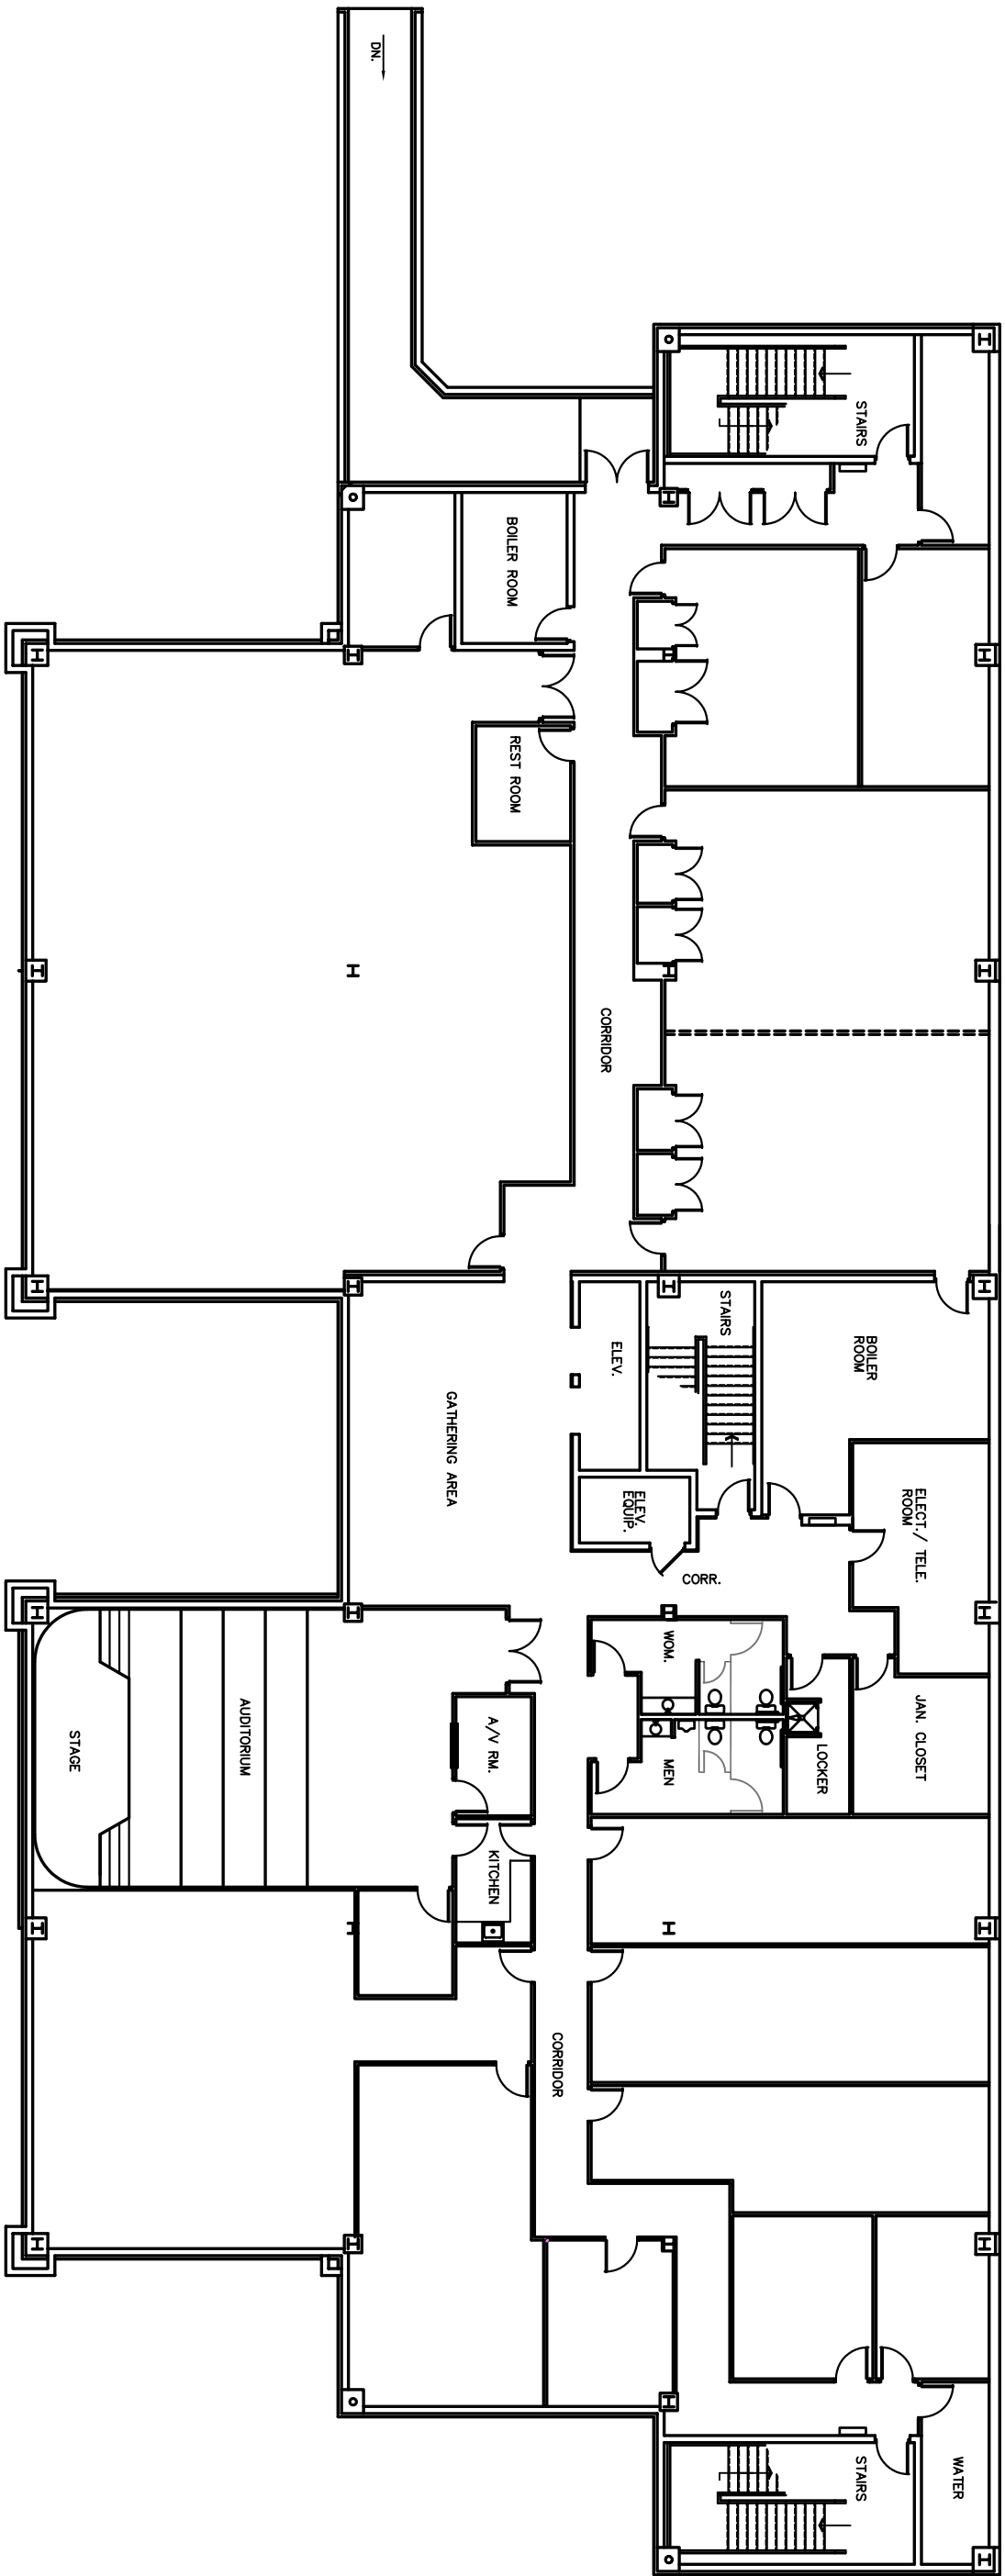 DN.
STAIRS
BOILER ROOM
REST ROOM
CORRIDOR
STAIRS
BOILER
ROOM
ELEV.
GATHERING AREA
ELEV.
EQUIP.
ELECT./ TELE.
ROOM
CORR.
WOM.
MEN
JAN. CLOSET
LOCKER
A/V RM.
AUDITORIUM
STAGE
KITCHEN
CORRIDOR
STAIRS
WATER